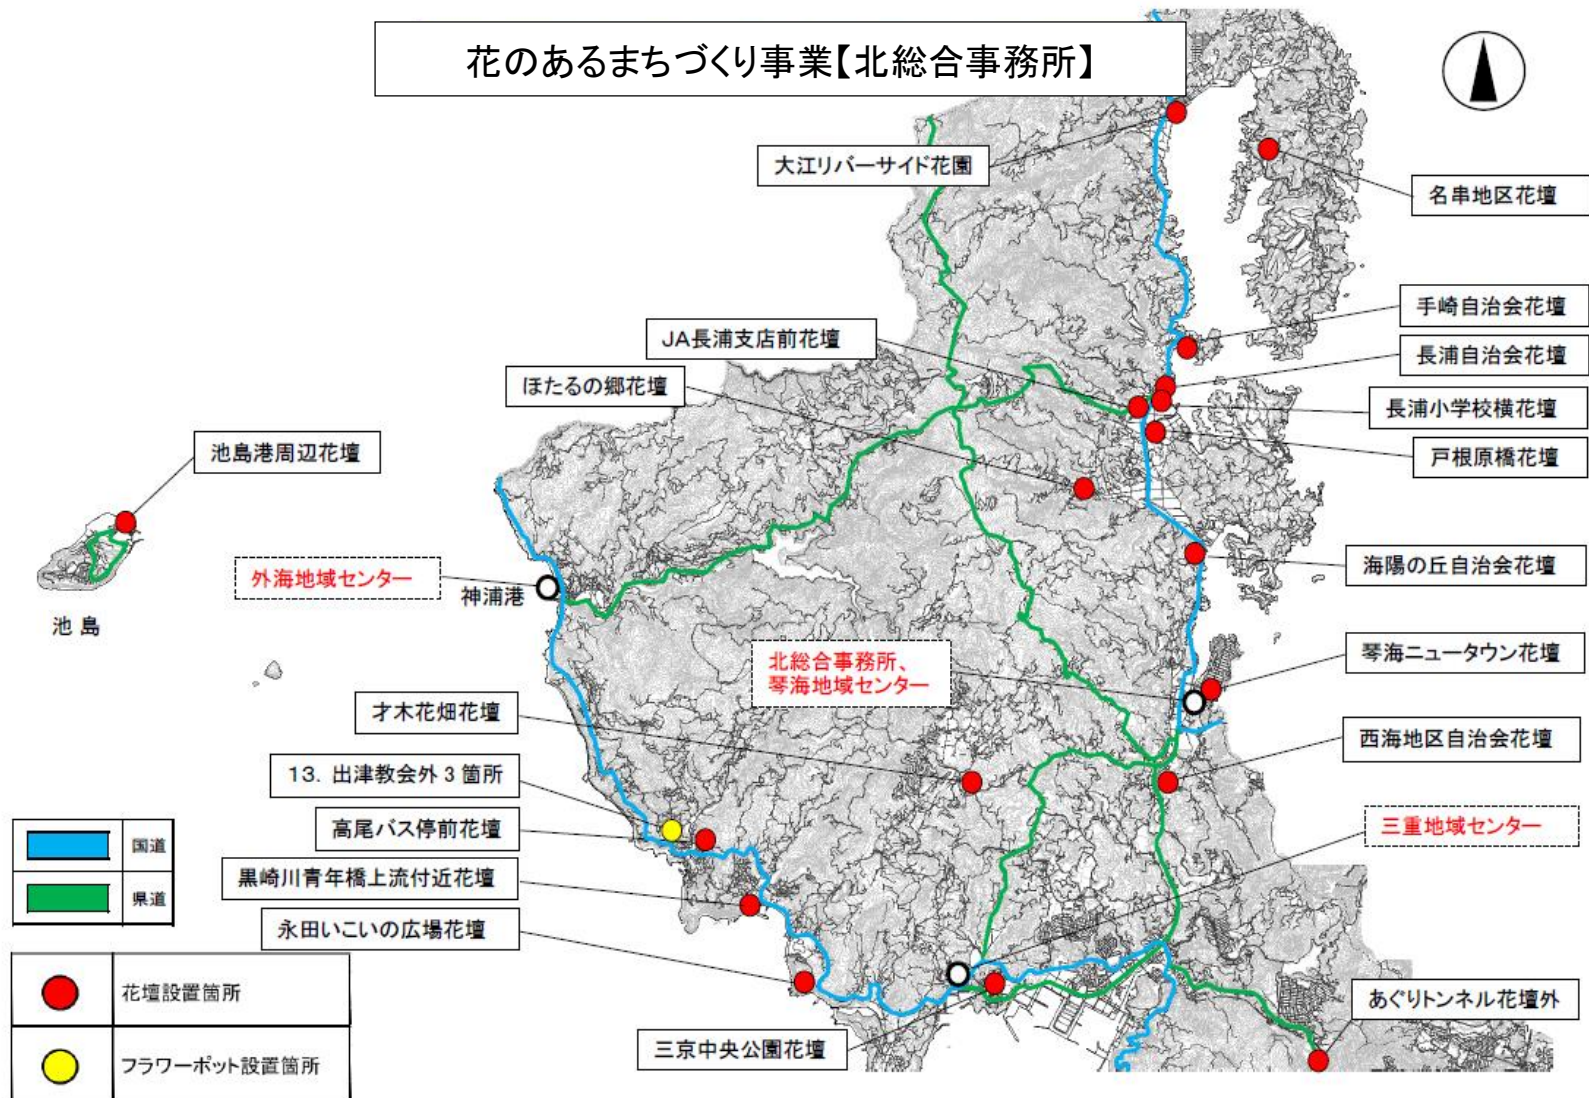 花のあるまちづくり事業【北総合事務所】
大江リバーサイド花園
名串地区花壇
手崎自治会花壇
JA長浦支店前花壇
長浦自治会花壇
ほたるの郷花壇
長浦小学校横花壇
池島港周辺花壇
戸根原橋花壇
海陽の丘自治会花壇
外海地域センター
神浦港
池島
北総合事務所、
琴海地域センター
琴海ニュータウン花壇
才木花畑花壇
西海地区自治会花壇
13. 出津教会外3箇所
高尾バス停前花壇
三重地域センター
国道
黒崎川青年橋上流付近花壇
県道
永田いこいの広場花壇
花壇設置箇所
あぐりトンネル花壇外
三京中央公園花壇
フラワーポット設置箇所